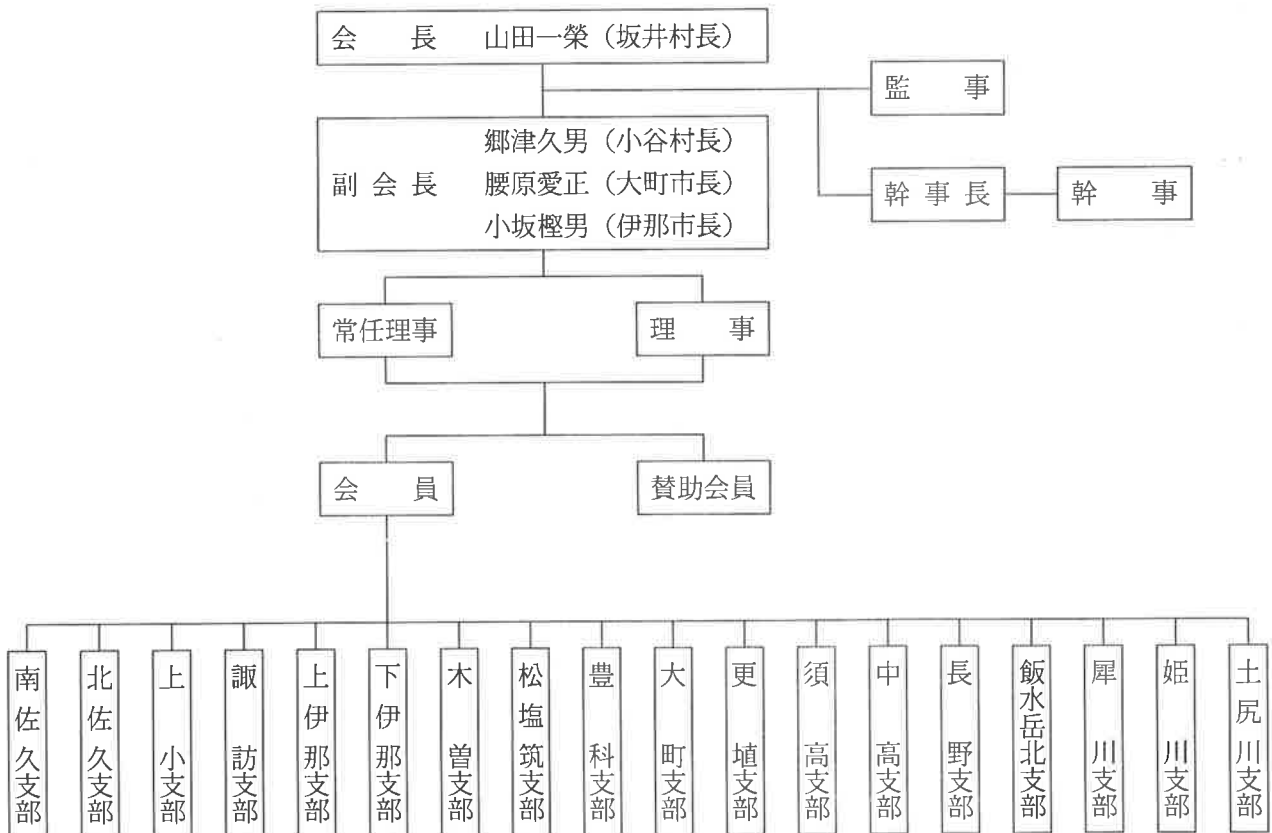 会長 山田一榮（坂井村長）
監事
副会長
郷津久男（小谷村長）
腰原愛正（大町市長）
小坂樫男（伊那市長）
幹事長
幹事
常任理事
理事
会員
賛助会員
南佐久支部
北佐久支部
上小支部
諏訪支部
上伊那支部
下伊那支部
木曽支部
松塩筑支部
豊科支部
大町支部
更埴支部
須高支部
中高支部
長野支部
飯水岳北支部
犀川支部
姫川支部
土尻川支部